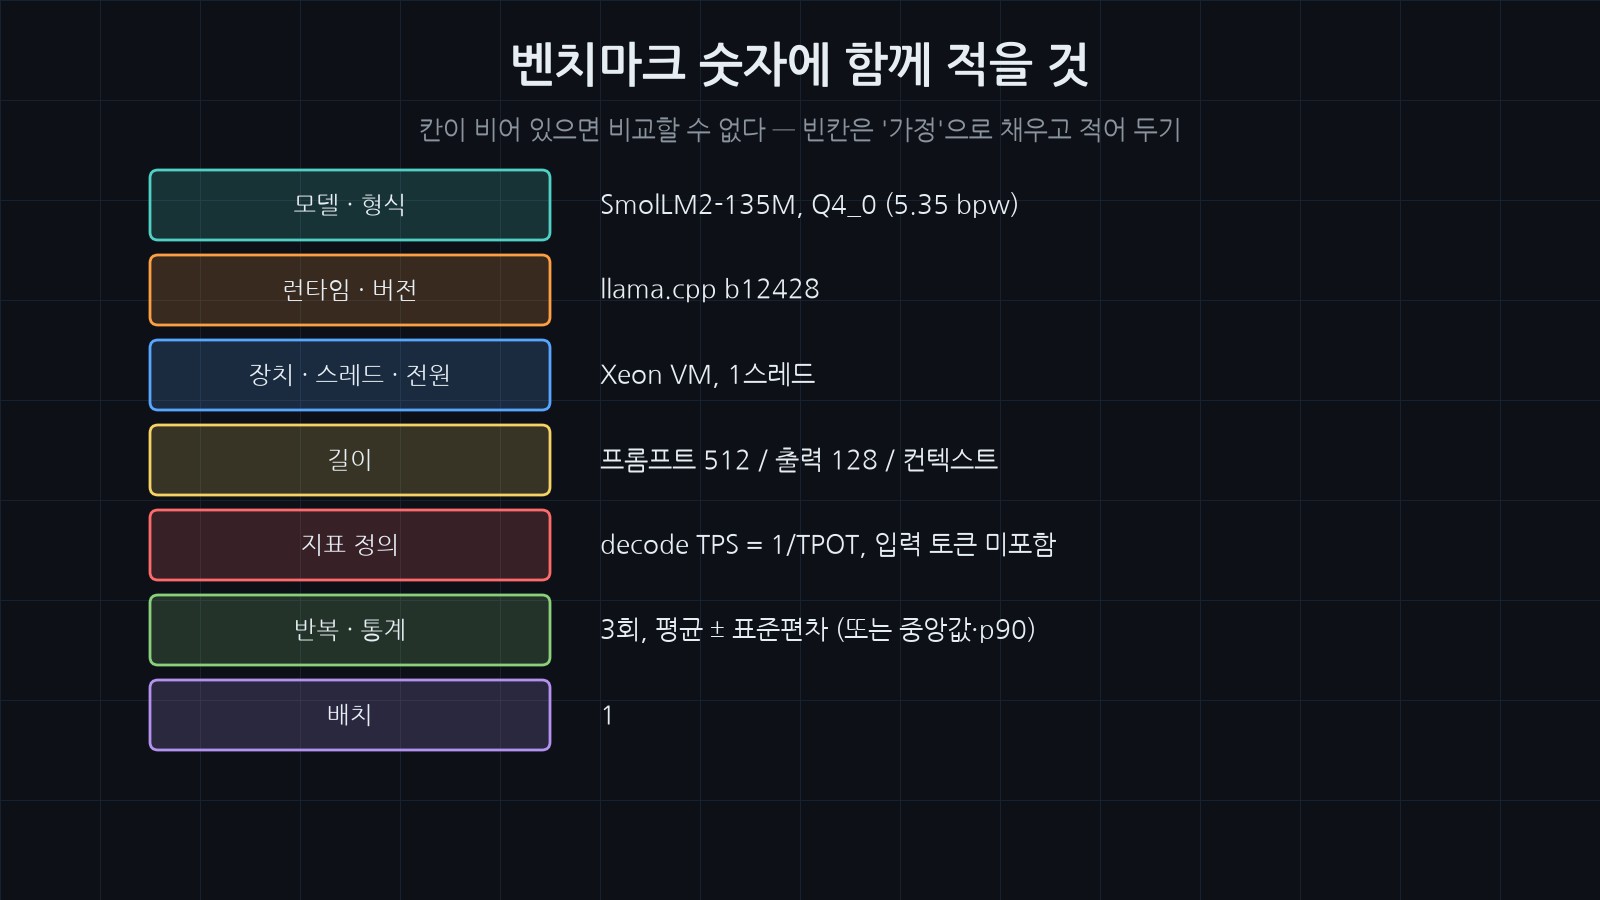 벤치마크 숫자에 함께 적을 것
칸이 비어 있으면 비교할 수 없다 — 빈칸은 '가정'으로 채우고 적어 두기
모델 · 형식
SmolLM2-135M, Q4_0 (5.35 bpw)
런타임 · 버전
llama.cpp b12428
장치 · 스레드 · 전원
Xeon VM, 1스레드
길이
프롬프트 512 / 출력 128 / 컨텍스트
지표 정의
decode TPS = 1/TPOT, 입력 토큰 미포함
반복 · 통계
3회, 평균 ± 표준편차 (또는 중앙값·p90)
배치
1